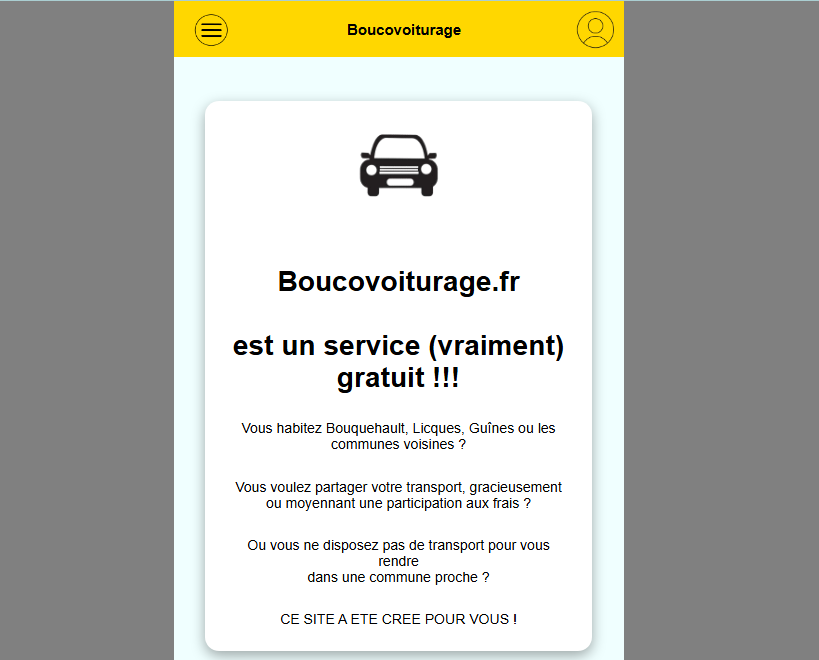 Boucovoiturage
Boucovoiturage.fr
est un service (vraiment)
gratuit !!!
Vous habitez Bouquehault, Licques, Guînes ou les
communes voisines ?
Vous voulez partager votre transport, gracieusement
ou moyennant une participation aux frais ?
Ou vous ne disposez pas de transport pour vous
rendre
dans une commune proche ?
CE SITE A ETE CREE POUR VOUS !